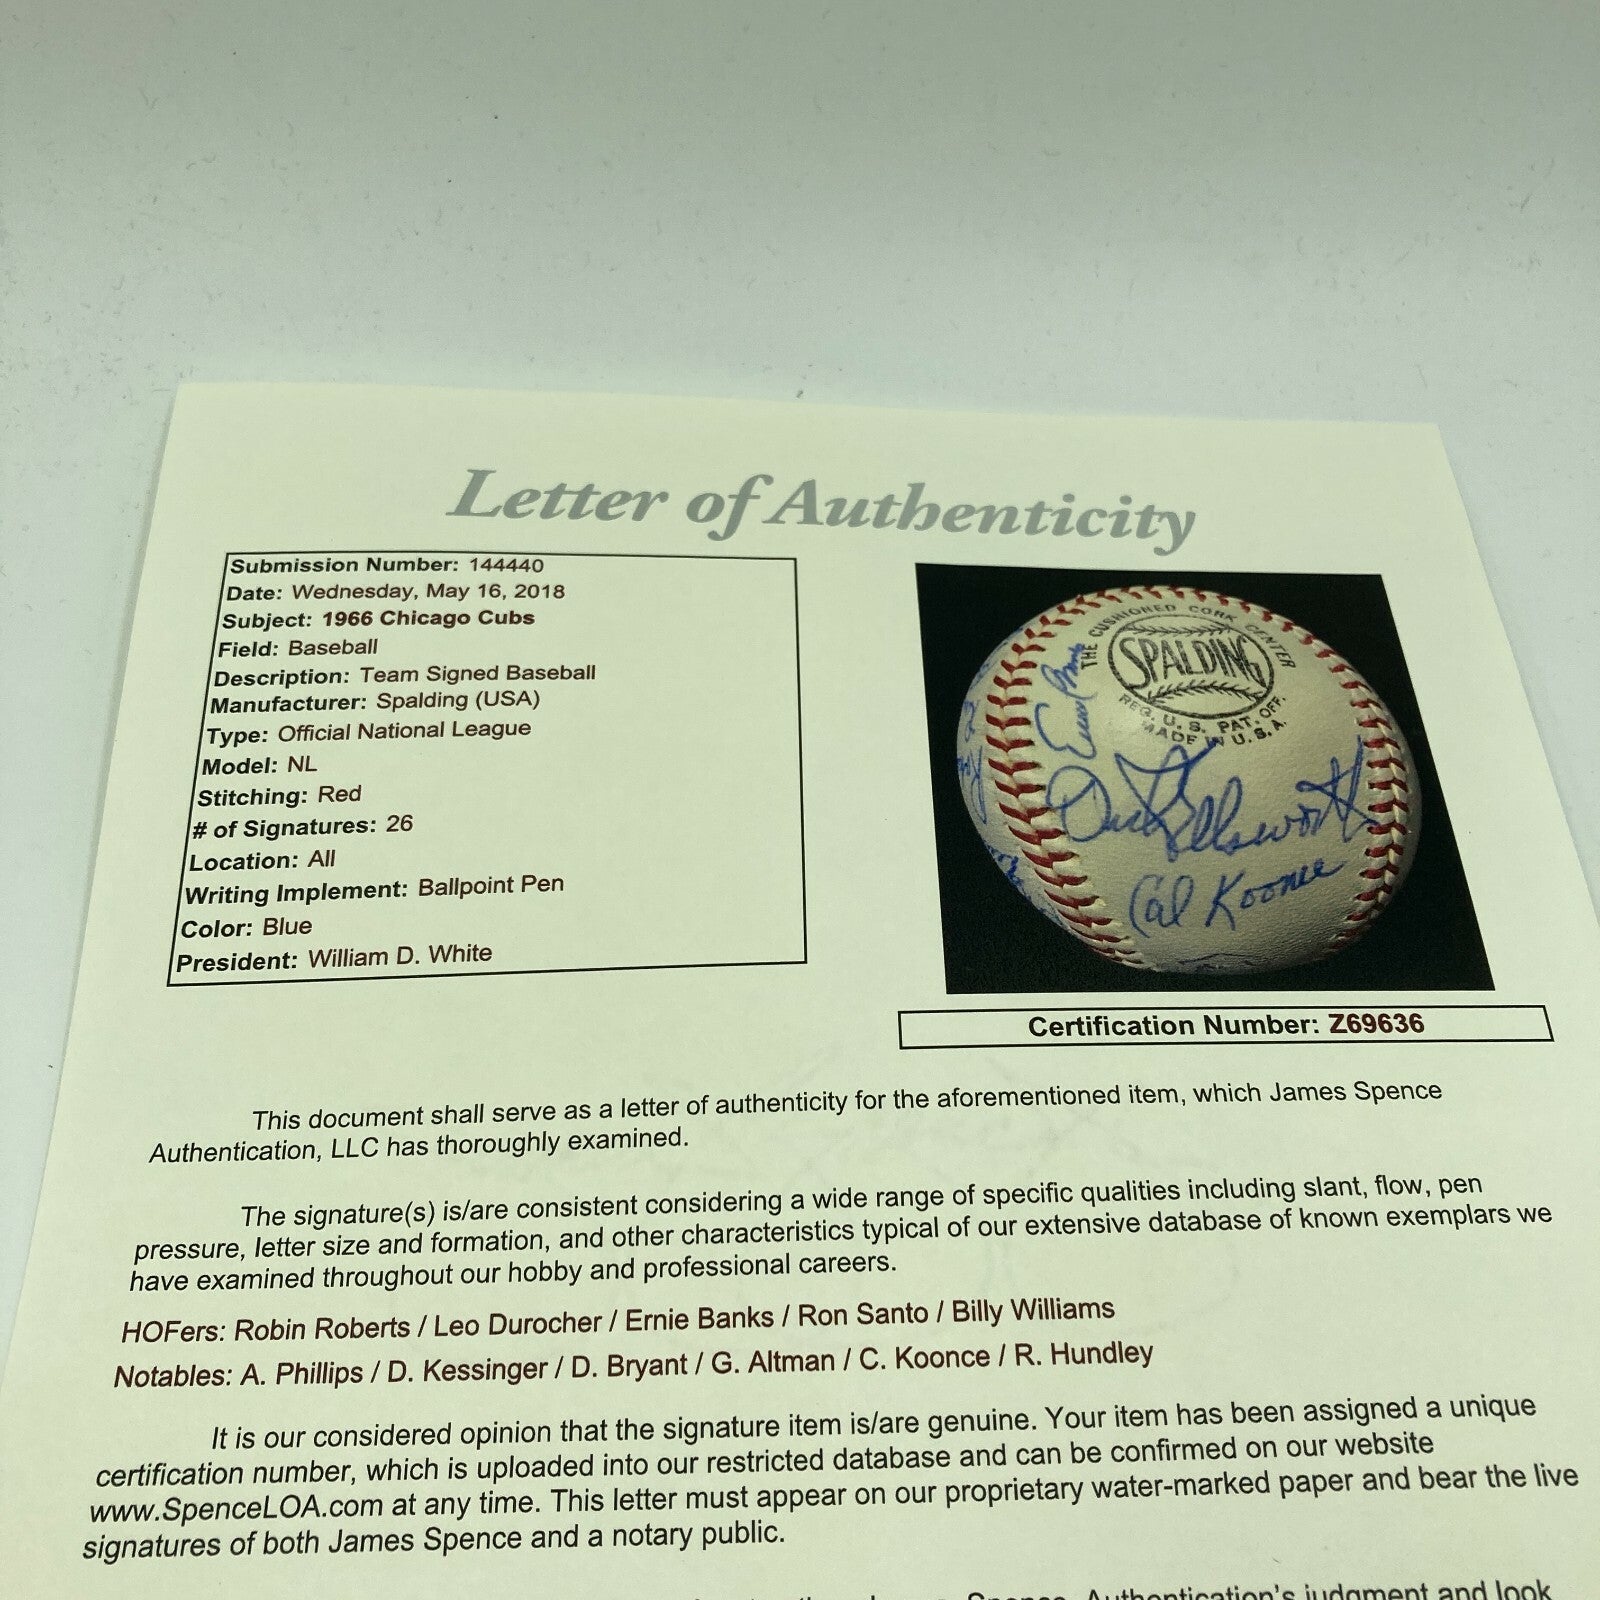 Letter of Authenticity
Submission Number: 144440
Date: Wednesday, May 16, 2018
Subject: 1966 Chicago Cubs
Field: Baseball
Description: Team Signed Baseball
Manufacturer: Spalding (USA)
Type: Official National League
Model: NL
Stitching: Red
# of Signatures: 26
Location: All
Writing Implement: Ballpoint Pen
Color: Blue
President: William D. White
THE CUSHIONED CORK CENTER
SPALDING
REG. U. S. PAT. OFF.
MADE IN U.S.A.
Dick Ellsworth
Cal Koonce
Certification Number: Z69636
This document shall serve as a letter of authenticity for the aforementioned item, which James Spence
Authentication, LLC has thoroughly examined.
The signature(s) is/are consistent considering a wide range of specific qualities including slant, flow, pen
pressure, letter size and formation, and other characteristics typical of our extensive database of known exemplars we
have examined throughout our hobby and professional careers.
HOFers: Robin Roberts / Leo Durocher / Ernie Banks / Ron Santo / Billy Williams
Notables: A. Phillips / D. Kessinger / D. Bryant / G. Altman / C. Koonce / R. Hundley
It is our considered opinion that the signature item is/are genuine. Your item has been assigned a unique
certification number, which is uploaded into our restricted database and can be confirmed on our website
www.SpenceLOA.com at any time. This letter must appear on our proprietary water-marked paper and bear the live
signatures of both James Spence and a notary public.
Spence Authentication's judgment and look